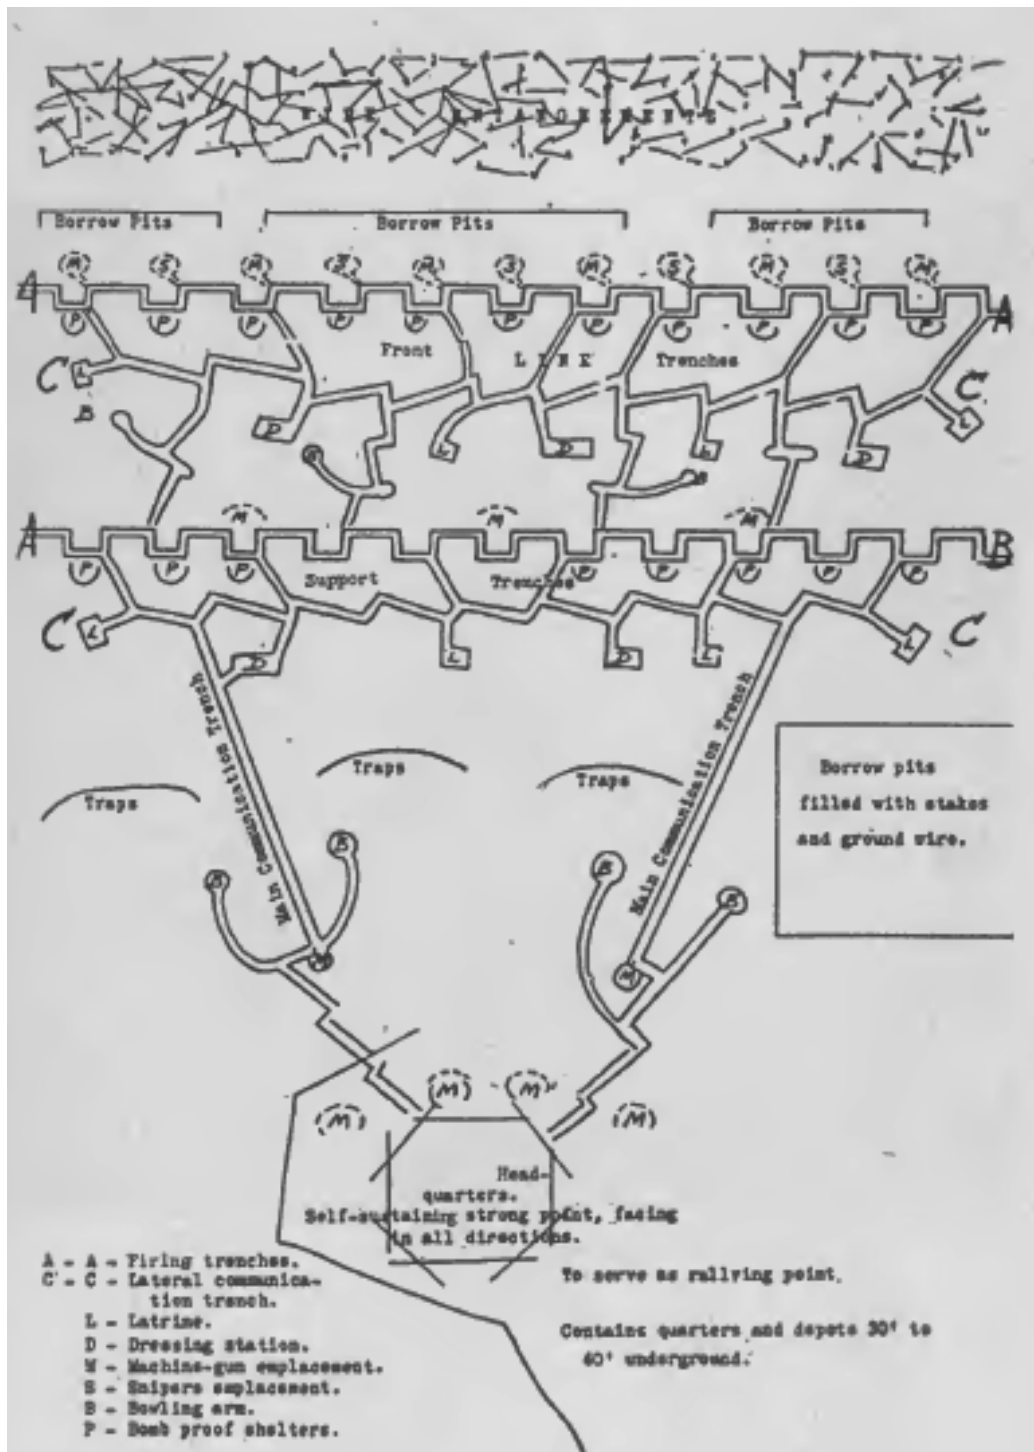 WIRE ENTANGLEMENTS
Borrow Pits Borrow Pits Borrow Pits
M S M S M S M S M S M
A A
P P P P P P P P P
Front LINE Trenches
C L C
B L
D L D L D
B B
M M M
A B
P P P P P P P P
Support Trenches
C L C
D L D L L
Main Communication Trench
Main Communication Trench
Traps Traps Traps
Borrow pits
filled with stakes
and ground wire.
B B B B
M M
M M
M M
Head-
quarters.
Self-sustaining strong point, facing
in all directions.
A - A - Firing trenches.
C - C - Lateral communica-
tion trench.
L - Latrine.
D - Dressing station.
M - Machine-gun emplacement.
S - Snipers emplacement.
B - Bowling arm.
P - Bomb proof shelters.
To serve as rallying point.
Contains quarters and depots 30' to
40' underground.